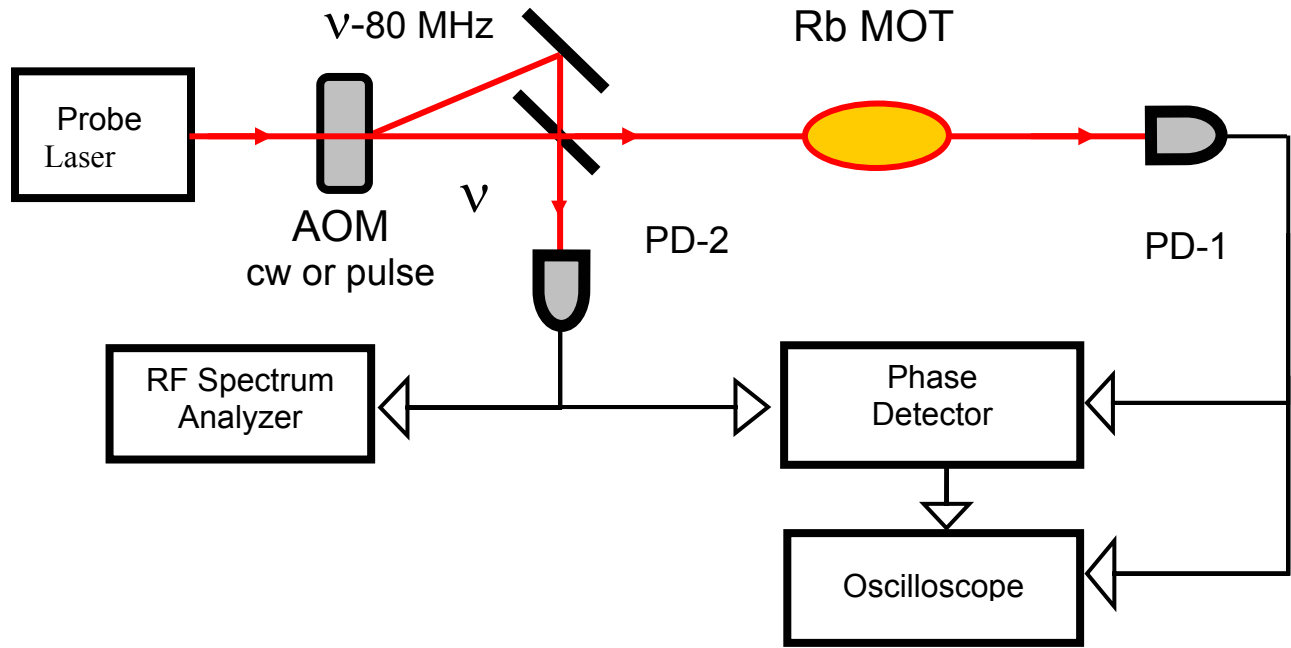 ν-80 MHz
Rb MOT
Probe
Laser
ν
AOM
cw or pulse
PD-2
PD-1
RF Spectrum
Analyzer
Phase
Detector
Oscilloscope